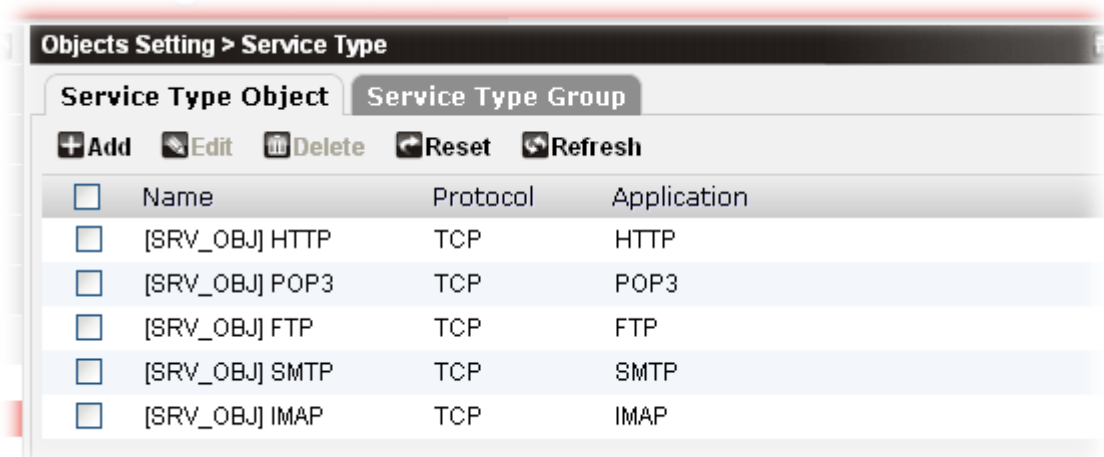 Objects Setting > Service Type
Service Type Object Service Type Group
Add Edit Delete Reset Refresh
Name Protocol Application
[SRV_OBJ] HTTP TCP HTTP
[SRV_OBJ] POP3 TCP POP3
[SRV_OBJ] FTP TCP FTP
[SRV_OBJ] SMTP TCP SMTP
[SRV_OBJ] IMAP TCP IMAP